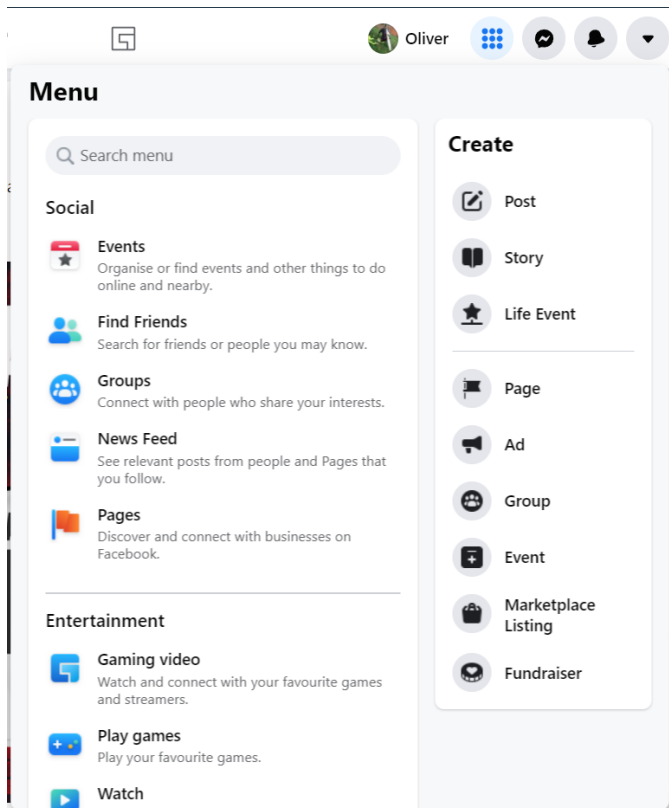 Oliver
Menu
Search menu
Social
Events
Organise or find events and other things to do
online and nearby.
Find Friends
Search for friends or people you may know.
Groups
Connect with people who share your interests.
News Feed
See relevant posts from people and Pages that
you follow.
Pages
Discover and connect with businesses on
Facebook.
Entertainment
Gaming video
Watch and connect with your favourite games
and streamers.
Play games
Play your favourite games.
Watch
Create
Post
Story
Life Event
Page
Ad
Group
Event
Marketplace
Listing
Fundraiser